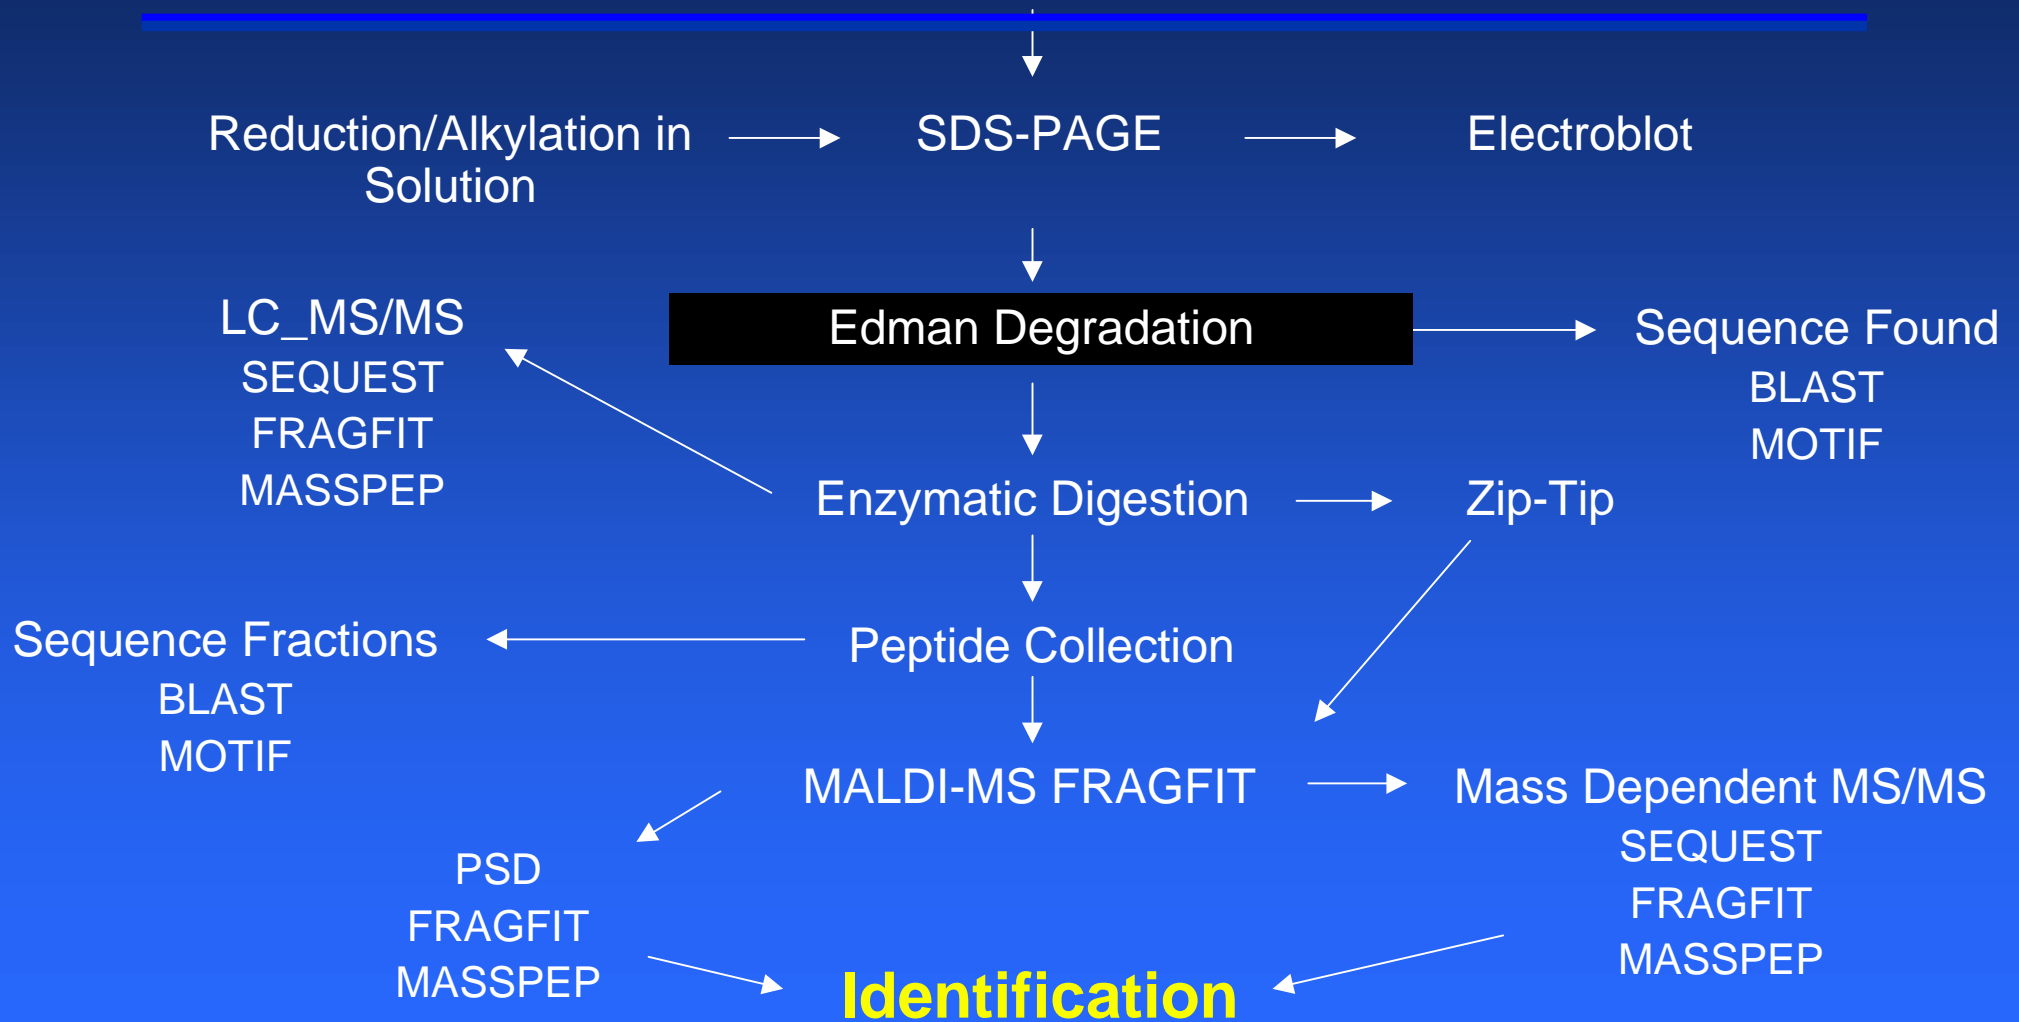 Reduction/Alkylation in
Solution
SDS-PAGE
Electroblot
LC_MS/MS
SEQUEST
FRAGFIT
MASSPEP
Edman Degradation
Sequence Found
BLAST
MOTIF
Enzymatic Digestion
Zip-Tip
Sequence Fractions
BLAST
MOTIF
Peptide Collection
MALDI-MS FRAGFIT
Mass Dependent MS/MS
SEQUEST
FRAGFIT
MASSPEP
PSD
FRAGFIT
MASSPEP
Identification